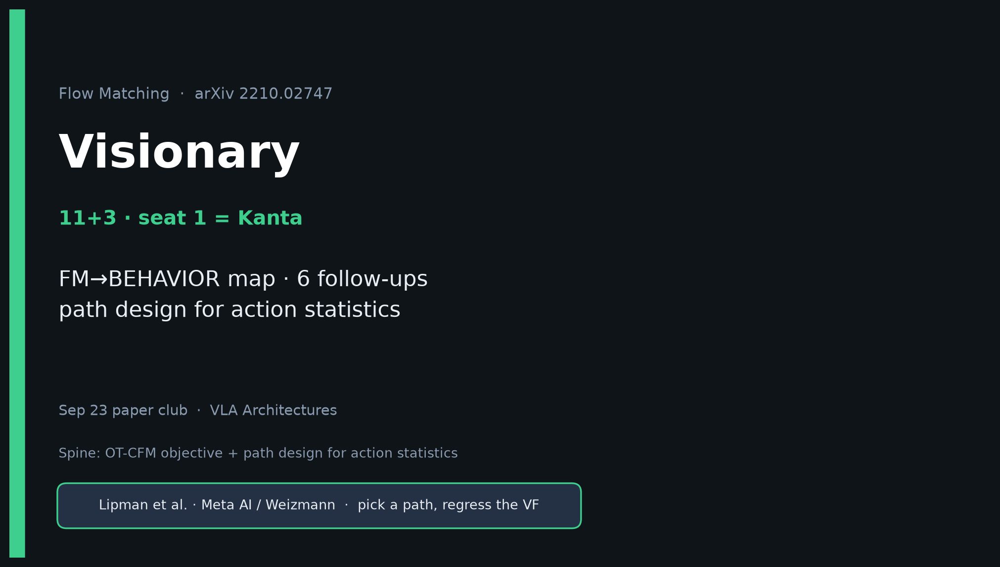 Flow Matching · arXiv 2210.02747
Visionary
11+3 · seat 1 = Kanta
FM→BEHAVIOR map · 6 follow-ups
path design for action statistics
Sep 23 paper club · VLA Architectures
Spine: OT-CFM objective + path design for action statistics
Lipman et al. · Meta AI / Weizmann · pick a path, regress the VF